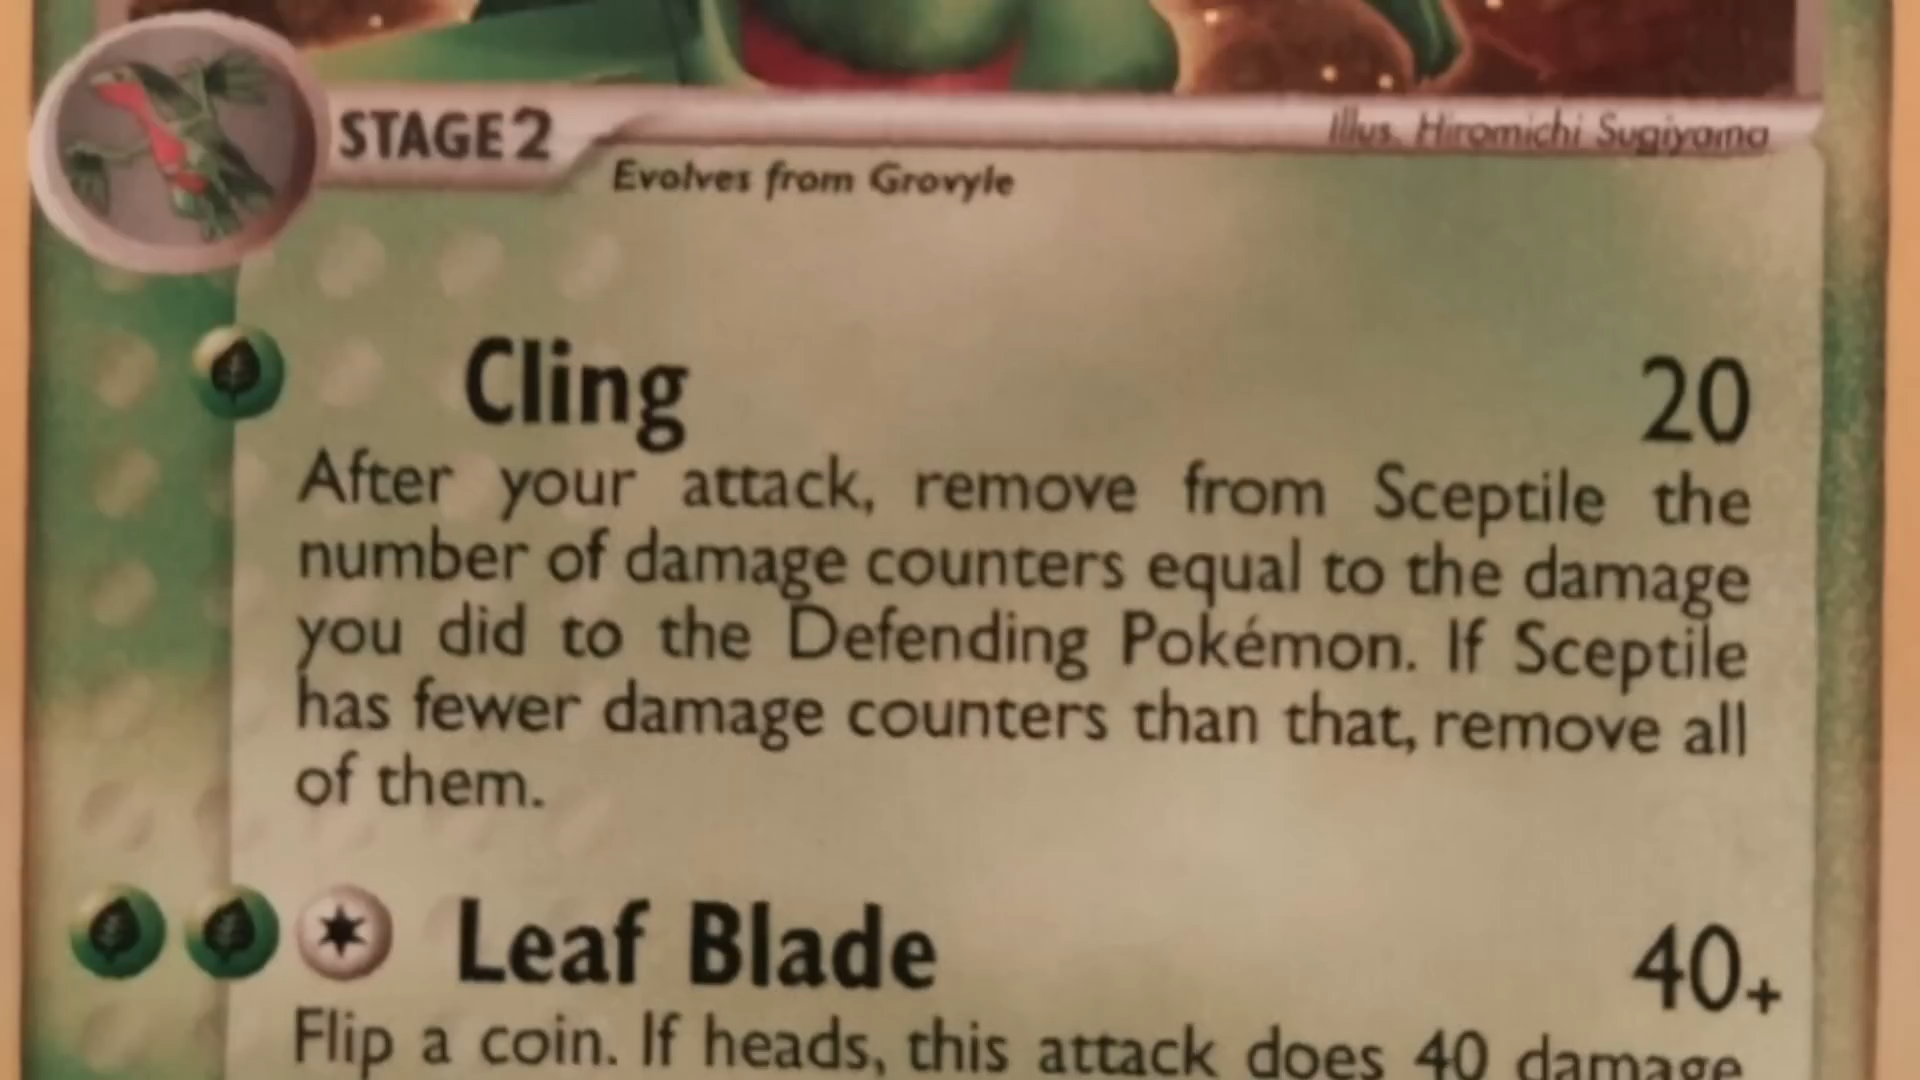 STAGE 2
Illus. Hiromichi Sugiyama
Evolves from Grovyle
Cling 20
After your attack, remove from Sceptile the
number of damage counters equal to the damage
you did to the Defending Pokémon. If Sceptile
has fewer damage counters than that, remove all
of them.
Leaf Blade 40+
Flip a coin. If heads, this attack does 40 damage